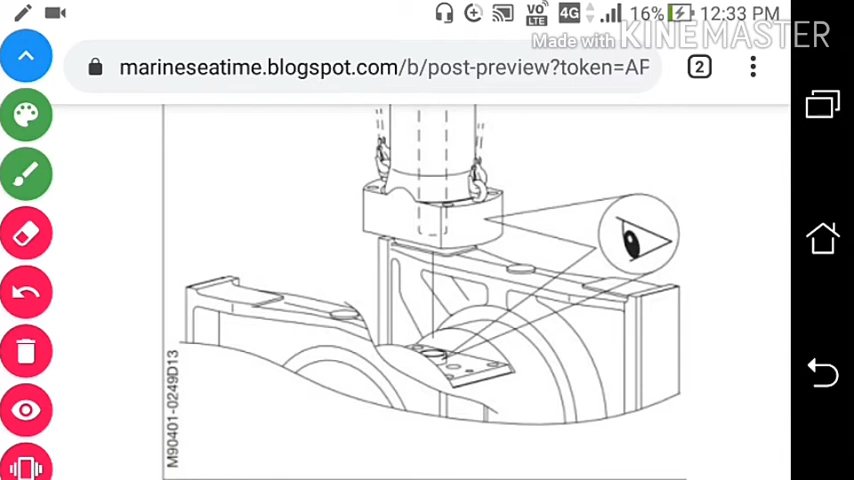 VO
LTE
4G
16%
12:33 PM
Made with KINEMASTER
marineseatime.blogspot.com/b/post-preview?token=AF
2
M90401-0249D13